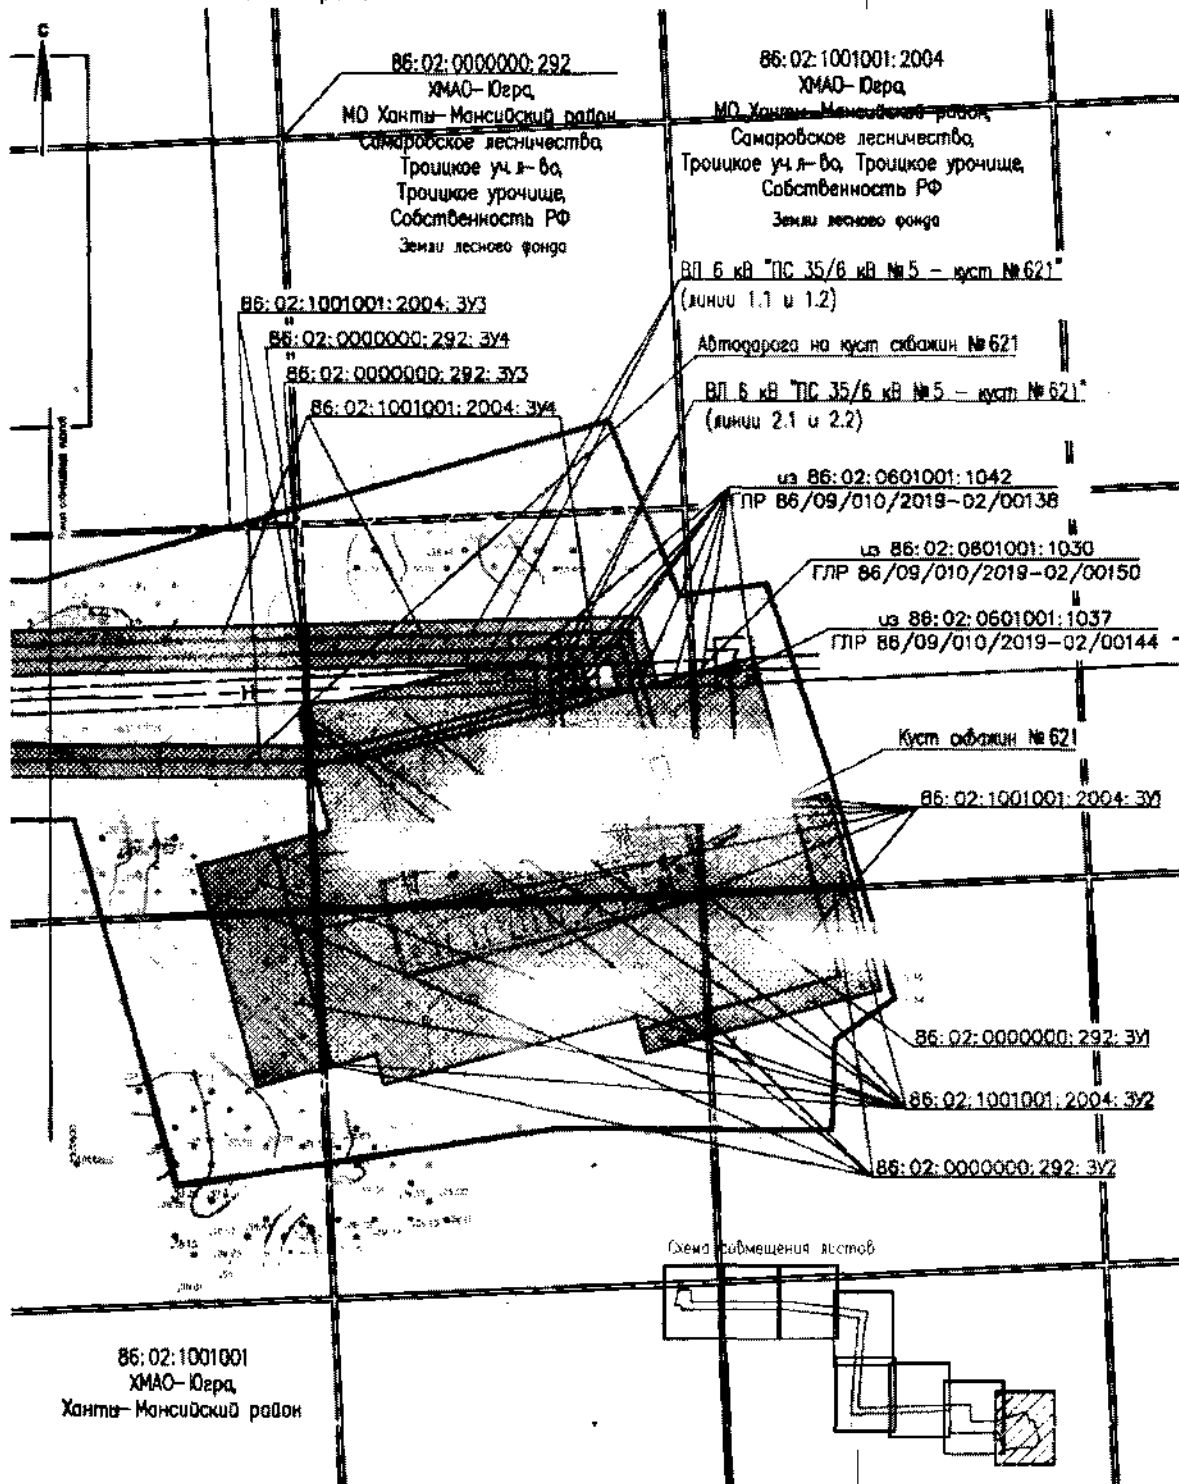 С
86:02:0000000:292
ХМАО-Югра,
МО Ханты-Мансийский район
Самаровское лесничество,
Троицкое уч. л-во,
Троицкое урочище,
Собственность РФ
Земли лесного фонда
86:02:1001001:2004
ХМАО-Югра,
МО Ханты-Мансийский район,
Самаровское лесничество,
Троицкое уч. л-во, Троицкое урочище,
Собственность РФ
Земли лесного фонда
ВЛ 6 кВ "ПС 35/6 кВ №5 - куст №621"
(линии 1.1 и 1.2)
86:02:1001001:2004:ЗУ3
86:02:0000000:292:ЗУ4
86:02:0000000:292:ЗУ3
86:02:1001001:2004:ЗУ4
Автодорога на куст скважин №621
ВЛ 6 кВ "ПС 35/6 кВ №5 - куст №621"
(линии 2.1 и 2.2)
из 86:02:0601001:1042
ГЛР 86/09/010/2019-02/00138
из 86:02:0601001:1030
ГЛР 86/09/010/2019-02/00150
из 86:02:0601001:1037
ГЛР 86/09/010/2019-02/00144
Куст скважин №621
86:02:1001001:2004:ЗУ1
86:02:0000000:292:ЗУ1
86:02:1001001:2004:ЗУ2
86:02:0000000:292:ЗУ2
Схема совмещения листов
86:02:1001001
ХМАО-Югра,
Ханты-Мансийский район